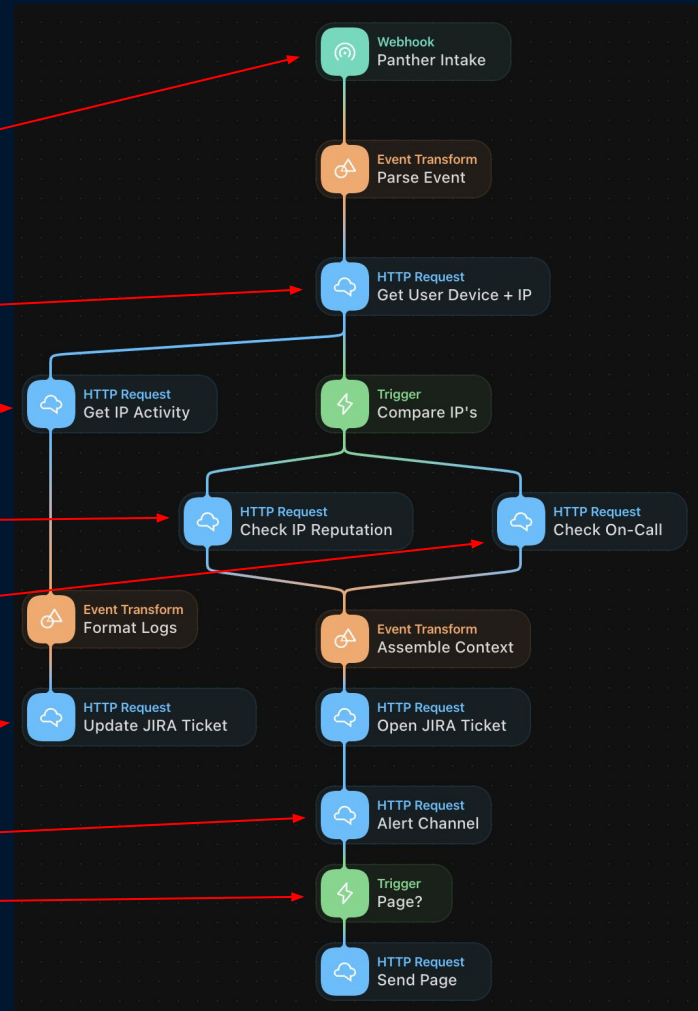 Webhook
Panther Intake
Event Transform
Parse Event
HTTP Request
Get User Device + IP
HTTP Request
Get IP Activity
Trigger
Compare IP's
HTTP Request
Check IP Reputation
HTTP Request
Check On-Call
Event Transform
Format Logs
Event Transform
Assemble Context
HTTP Request
Update JIRA Ticket
HTTP Request
Open JIRA Ticket
HTTP Request
Alert Channel
Trigger
Page?
HTTP Request
Send Page